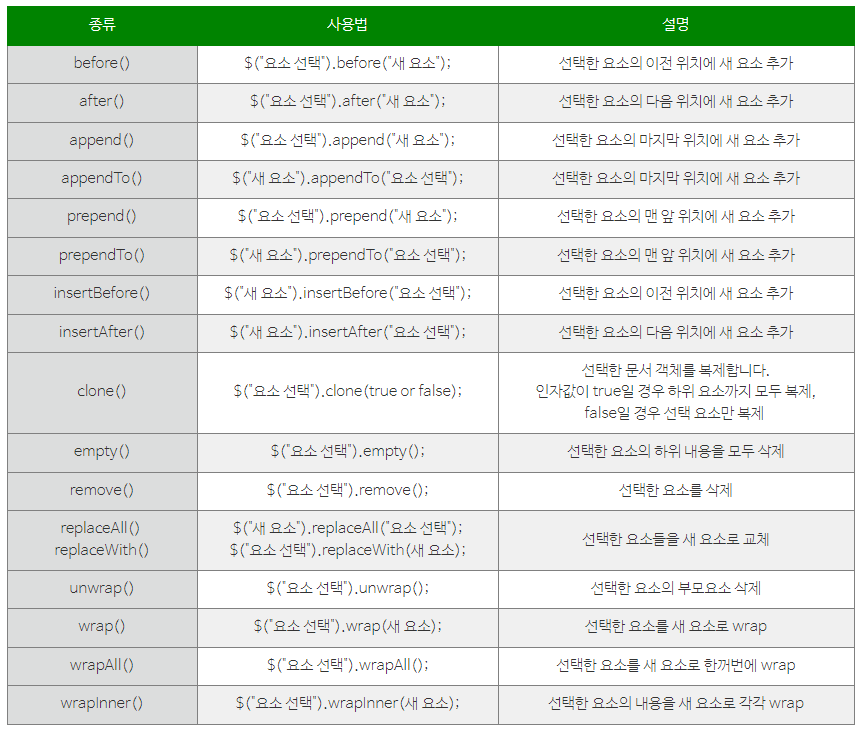 종류 사용법 설명
before() $("요소 선택").before("새 요소"); 선택한 요소의 이전 위치에 새 요소 추가
after() $("요소 선택").after("새 요소"); 선택한 요소의 다음 위치에 새 요소 추가
append() $("요소 선택").append("새 요소"); 선택한 요소의 마지막 위치에 새 요소 추가
appendTo() $("새 요소").appendTo("요소 선택"); 선택한 요소의 마지막 위치에 새 요소 추가
prepend() $("요소 선택").prepend("새 요소"); 선택한 요소의 맨 앞 위치에 새 요소 추가
prependTo() $("새 요소").prependTo("요소 선택"); 선택한 요소의 맨 앞 위치에 새 요소 추가
insertBefore() $("새 요소").insertBefore("요소 선택"); 선택한 요소의 이전 위치에 새 요소 추가
insertAfter() $("새 요소").insertAfter("요소 선택"); 선택한 요소의 다음 위치에 새 요소 추가
clone() $("요소 선택").clone(true or false); 선택한 문서 객체를 복제합니다.
인자값이 true일 경우 하위 요소까지 모두 복제,
false일 경우 선택 요소만 복제
empty() $("요소 선택").empty(); 선택한 요소의 하위 내용을 모두 삭제
remove() $("요소 선택").remove(); 선택한 요소를 삭제
replaceAll() $("새 요소").replaceAll("요소 선택");
replaceWith() $("요소 선택").replaceWith(새 요소); 선택한 요소들을 새 요소로 교체
unwrap() $("요소 선택").unwrap(); 선택한 요소의 부모요소 삭제
wrap() $("요소 선택").wrap(새 요소); 선택한 요소를 새 요소로 wrap
wrapAll() $("요소 선택").wrapAll(); 선택한 요소를 새 요소로 한꺼번에 wrap
wrapInner() $("요소 선택").wrapInner(새 요소); 선택한 요소의 내용을 새 요소로 각각 wrap